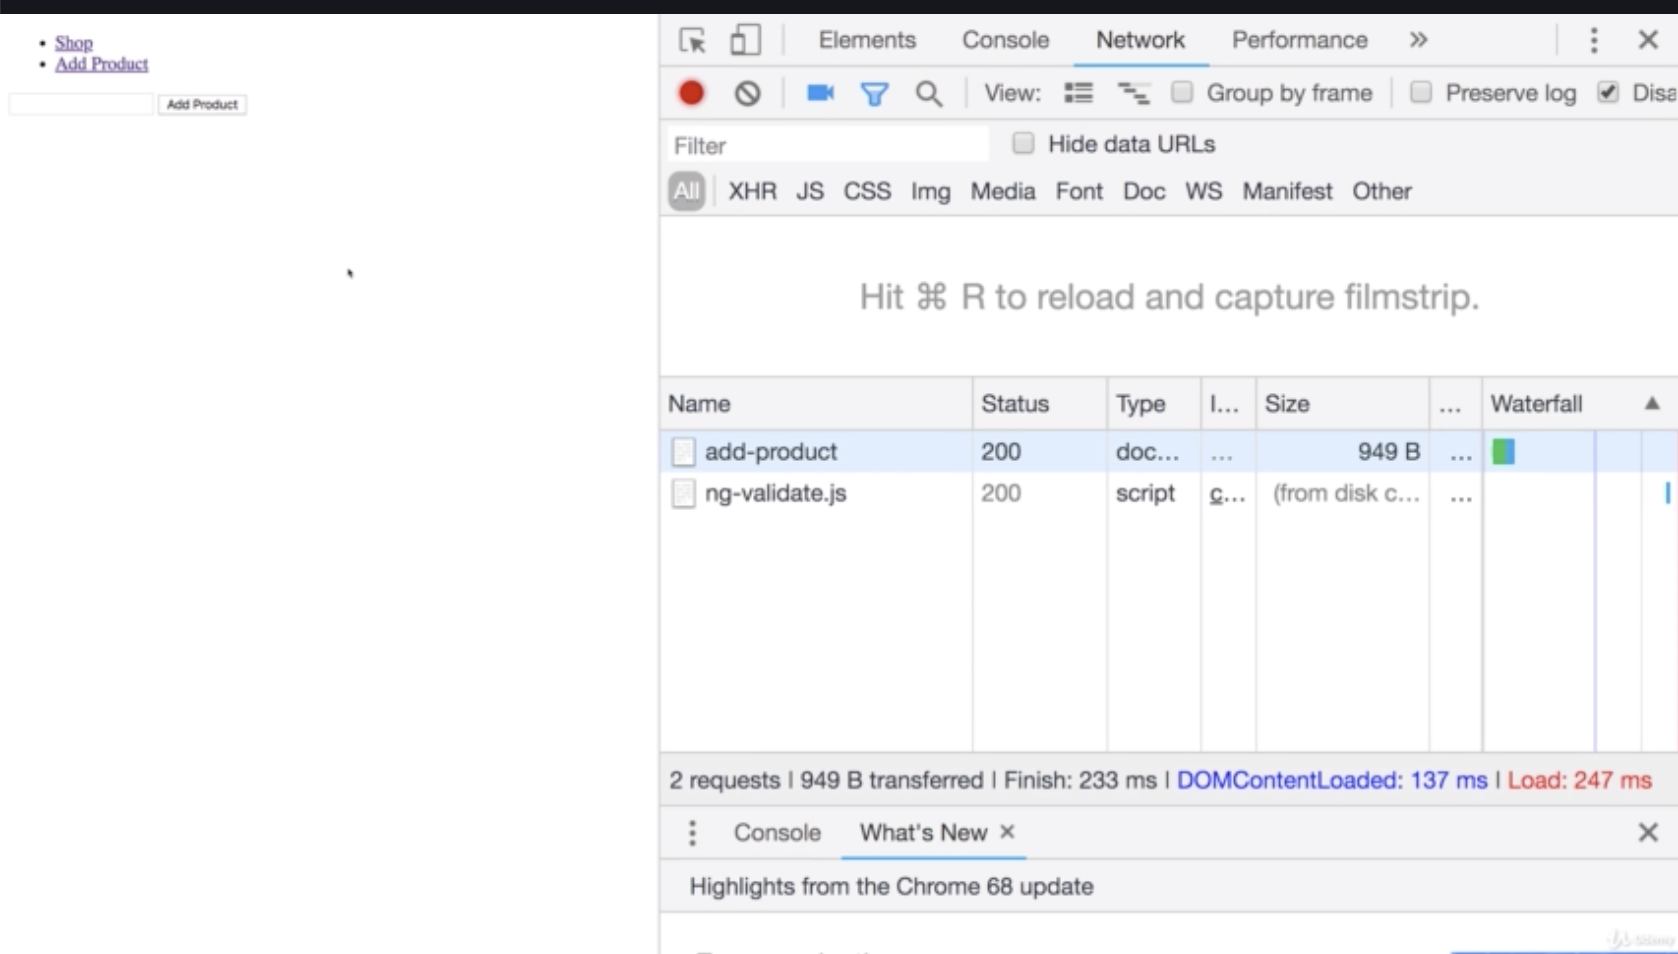 Shop
Add Product
Add Product
Elements Console Network Performance »
View: Group by frame Preserve log Disa
Filter Hide data URLs
All XHR JS CSS Img Media Font Doc WS Manifest Other
Hit ⌘ R to reload and capture filmstrip.
Name Status Type I... Size ... Waterfall ▲
add-product 200 doc... ... 949 B ...
ng-validate.js 200 script c... (from disk c... ...
2 requests | 949 B transferred | Finish: 233 ms | DOMContentLoaded: 137 ms | Load: 247 ms
Console What's New ×
Highlights from the Chrome 68 update
Udemy